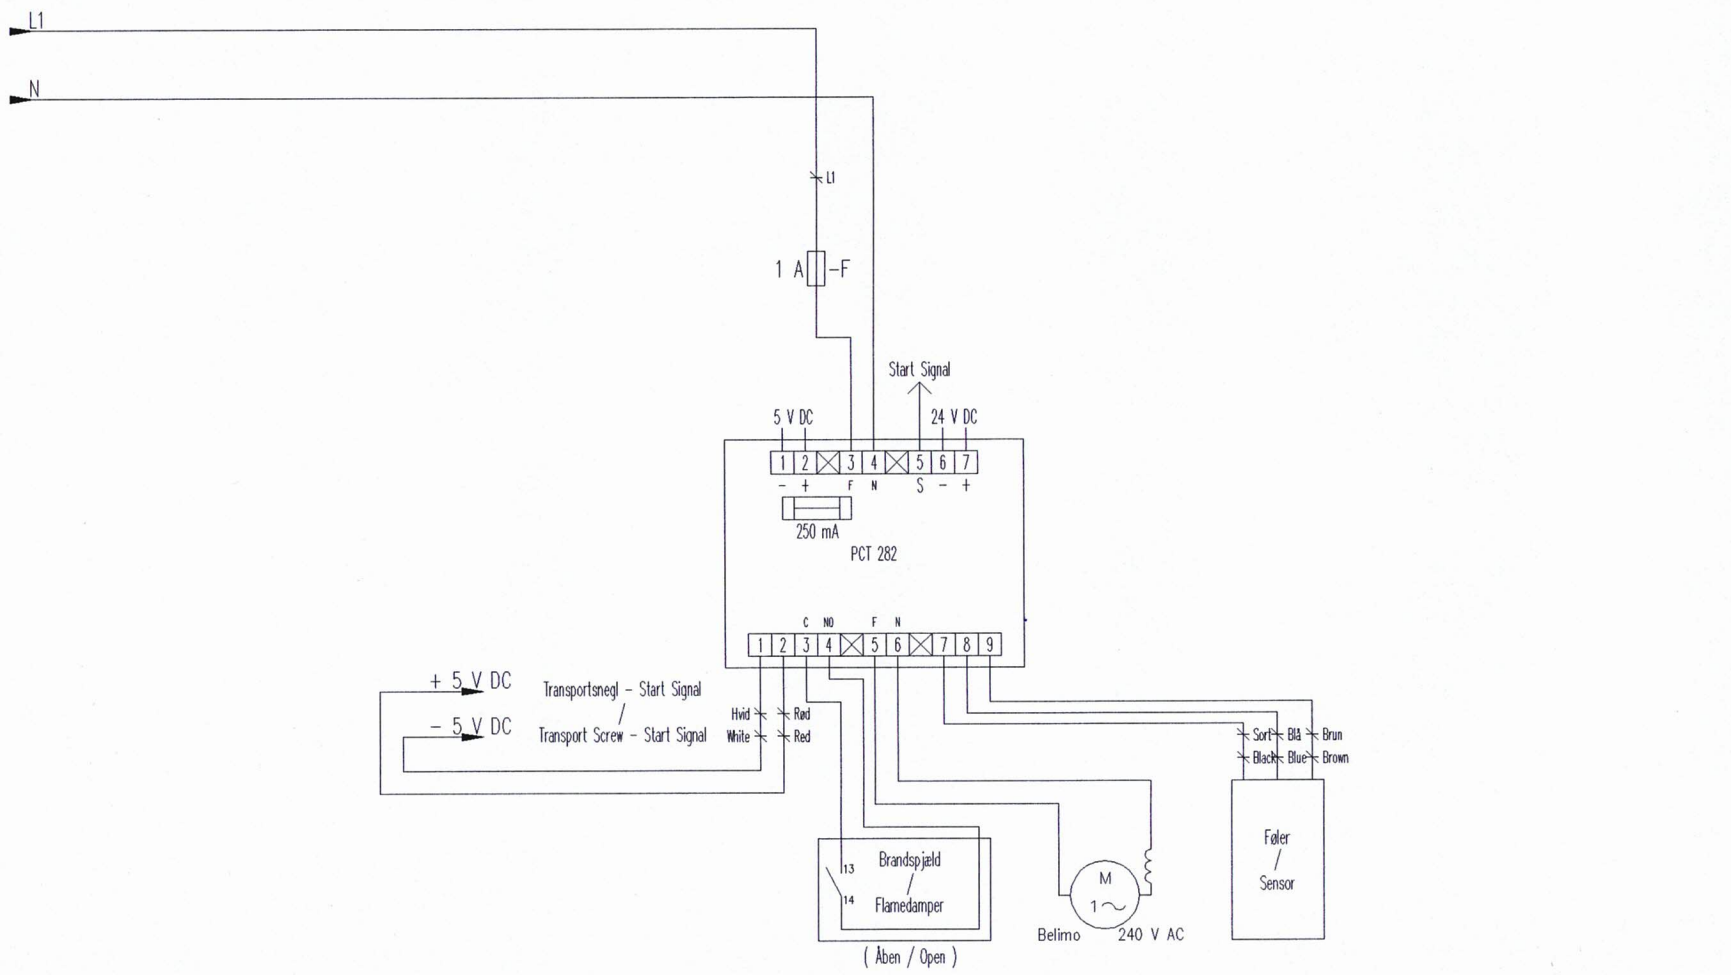 L1
N
L1
1 A
-F
Start Signal
5 V DC
24 V DC
1 2 3 4 5 6 7
- + F N S - +
250 mA
PCT 282
C NO F N
1 2 3 4 5 6 7 8 9
+ 5 V DC
- 5 V DC
Transportsnegl - Start Signal
/
Transport Screw - Start Signal
Hvid Rød
White Red
Sort Blå Brun
Black Blue Brown
13
14
Brandspjæld
/
Flamedamper
( Åben / Open )
M
1~
Belimo 240 V AC
Føler
/
Sensor